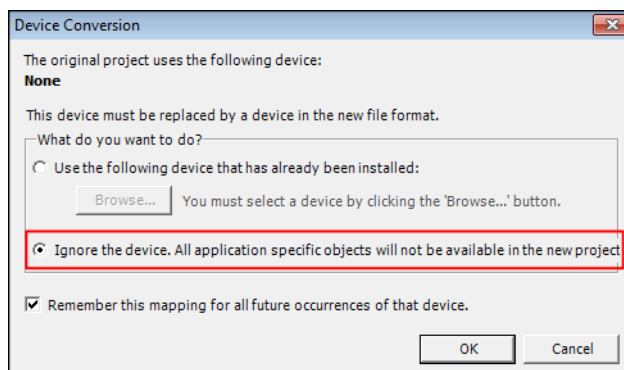 Device Conversion
The original project uses the following device:
None
This device must be replaced by a device in the new file format.
What do you want to do?
Use the following device that has already been installed:
Browse... You must select a device by clicking the 'Browse...' button.
Ignore the device. All application specific objects will not be available in the new project
Remember this mapping for all future occurrences of that device.
OK Cancel